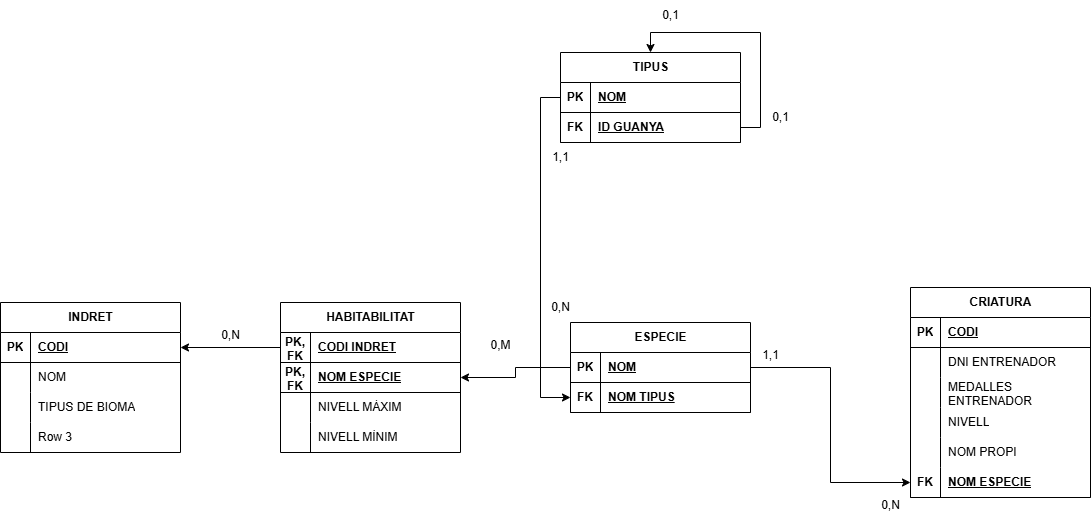 0,1
TIPUS
PK NOM
0,1
FK ID GUANYA
1,1
0,N
INDRET
PK CODI
NOM
TIPUS DE BIOMA
Row 3
0,N
HABITABILITAT
PK,
FK CODI INDRET
PK,
FK NOM ESPECIE
NIVELL MÀXIM
NIVELL MÍNIM
0,M
ESPECIE
PK NOM
FK NOM TIPUS
1,1
CRIATURA
PK CODI
DNI ENTRENADOR
MEDALLES
ENTRENADOR
NIVELL
NOM PROPI
FK NOM ESPECIE
0,N